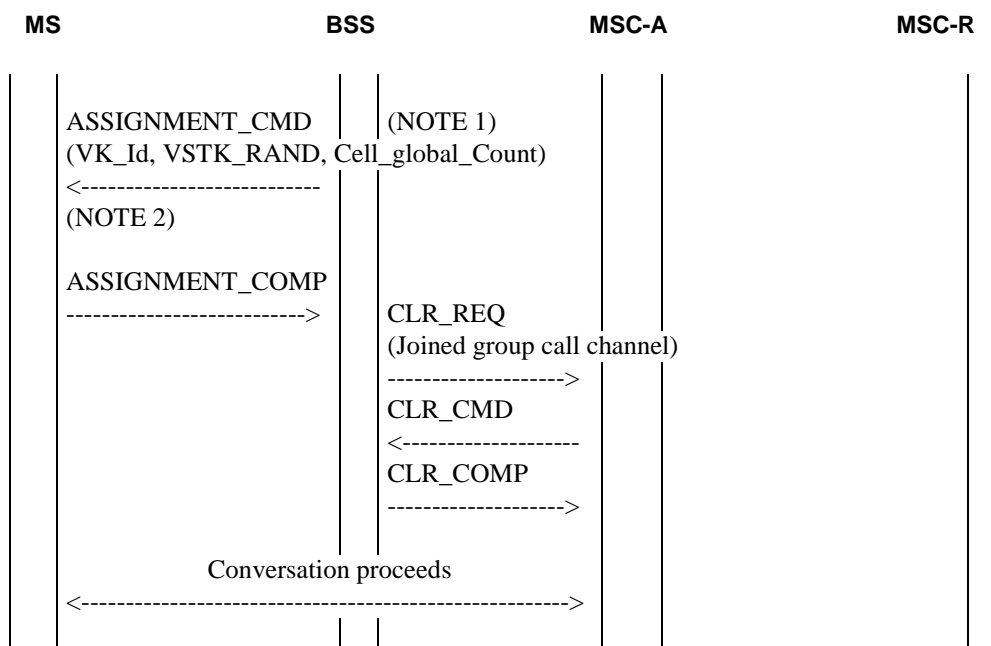 MS BSS MSC-A MSC-R
ASSIGNMENT_CMD (NOTE 1)
(VK_Id, VSTK_RAND, Cell_global_Count)
<---------------------------
(NOTE 2)
ASSIGNMENT_COMP
--------------------------->
CLR_REQ
(Joined group call channel)
-------------------->
CLR_CMD
<--------------------
CLR_COMP
-------------------->
Conversation proceeds
<------------------------------------------------------->